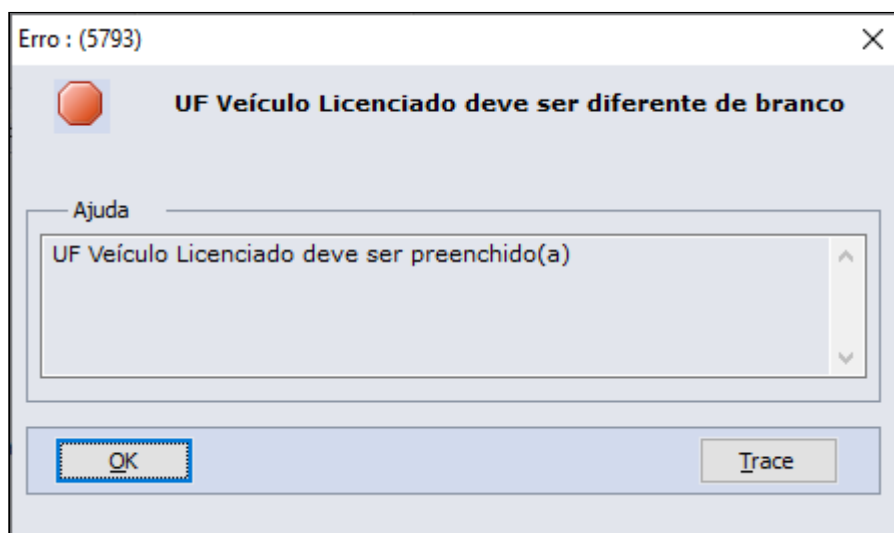 Erro : (5793)
UF Veículo Licenciado deve ser diferente de branco
Ajuda
UF Veículo Licenciado deve ser preenchido(a)
OK
Trace